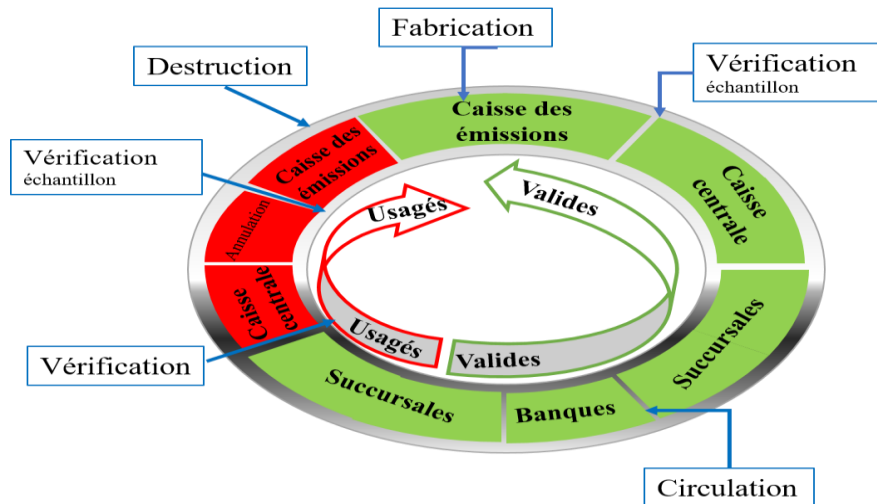 Fabrication
Destruction
Vérification
échantillon
Vérification
échantillon
Caisse des
émissions
Caisse des
émissions
Caisse
centrale
Annulation
Usagés
Valides
Caisse
centrale
Succursales
Usagés
Valides
Vérification
Succursales
Banques
Circulation